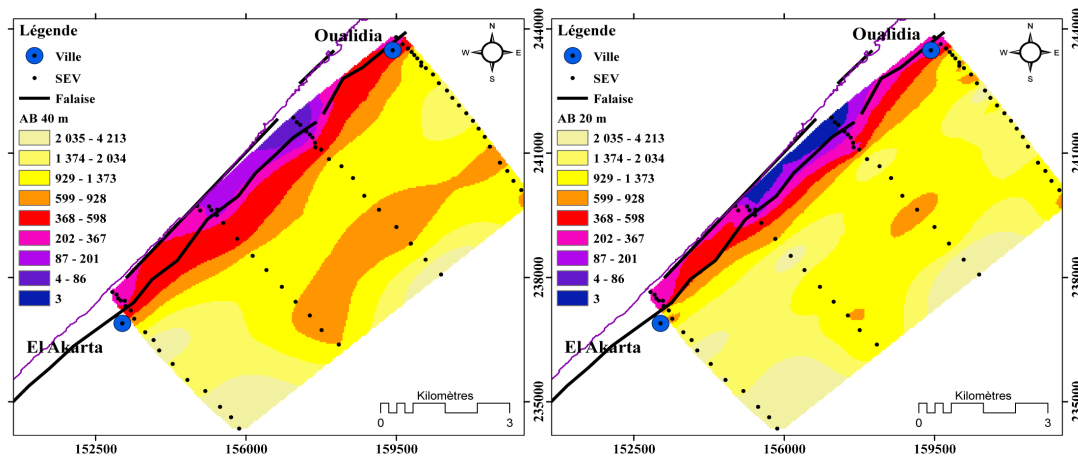 Légende
Ville
SEV
Falaise
AB 40 m
2 035 - 4 213
1 374 - 2 034
929 - 1 373
599 - 928
368 - 598
202 - 367
87 - 201
4 - 86
3
Oualidia
El Akarta
N
W E
S
Kilomètres
0 3
152500 156000 159500
244000
241000
238000
235000
Légende
Ville
SEV
Falaise
AB 20 m
2 035 - 4 213
1 374 - 2 034
929 - 1 373
599 - 928
368 - 598
202 - 367
87 - 201
4 - 86
3
Oualidia
El Akarta
N
W E
S
Kilomètres
0 3
152500 156000 159500
244000
241000
238000
235000